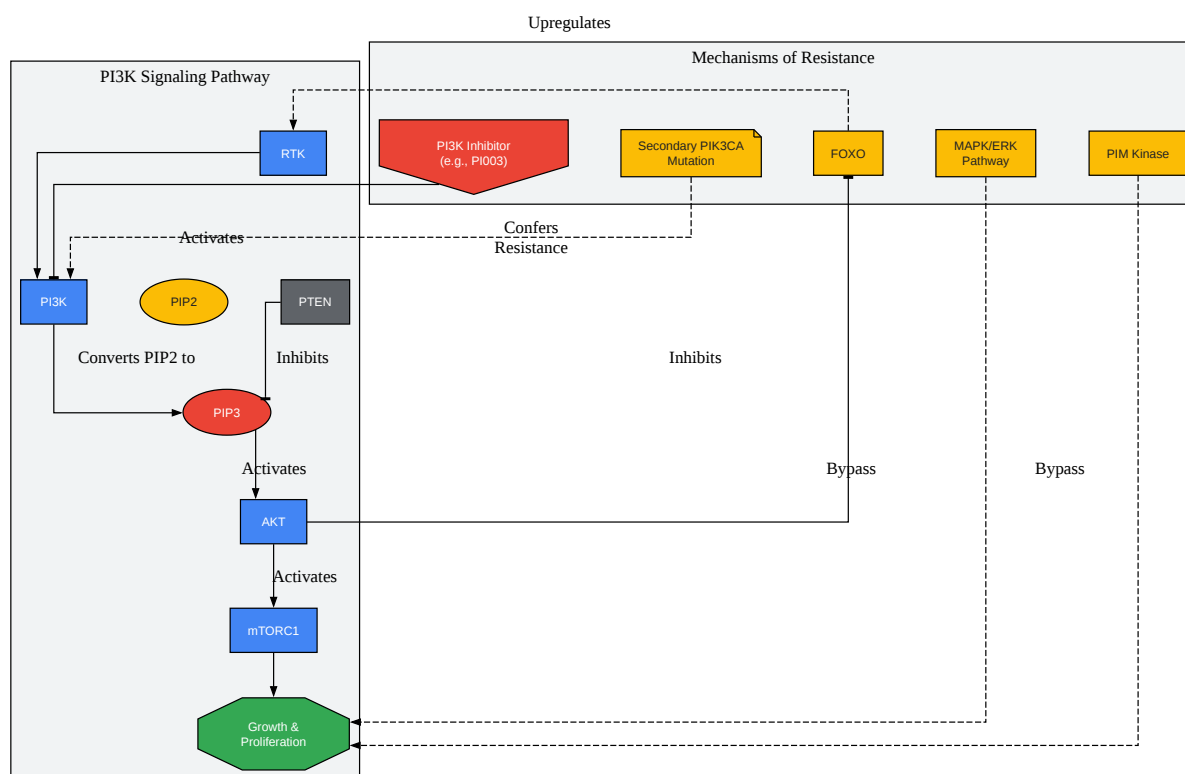 Upregulates
Mechanisms of Resistance
PI3K Signaling Pathway
RTK
PI3K Inhibitor
(e.g., PI003)
Secondary PIK3CA
Mutation
FOXO
MAPK/ERK
Pathway
PIM Kinase
Activates
Confers
Resistance
PI3K
PIP2
PTEN
Converts PIP2 to
Inhibits
Inhibits
PIP3
Activates
Bypass
Bypass
AKT
Activates
mTORC1
Growth &
Proliferation